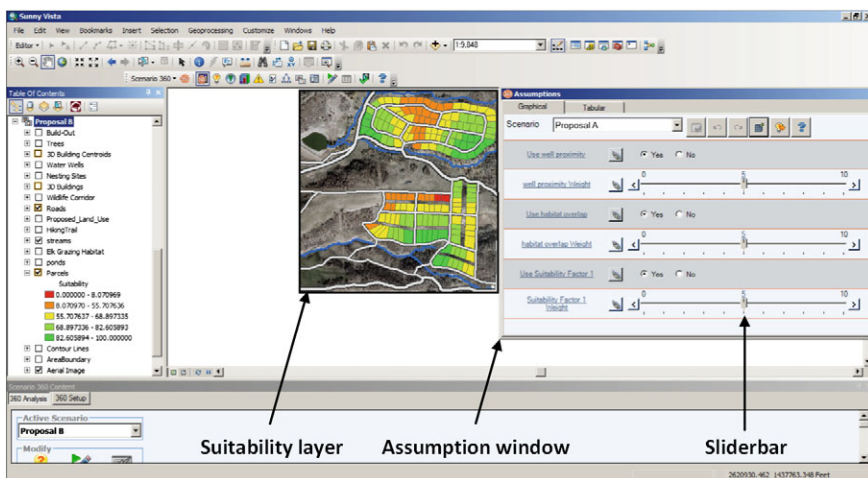 Sunny Vista
File Edit View Bookmarks Insert Selection Geoprocessing Customize Windows Help
Editor
1:9,848
Scenario 360
Table Of Contents
Proposal B
Build-Out
Trees
3D Building Centroids
Water Wells
Nesting Sites
3D Buildings
Wildlife Corridor
Roads
Proposed_Land_Use
HikingTrail
streams
Elk Grazing Habitat
ponds
Parcels
Suitability
0.000000 - 8.070969
8.070970 - 55.707636
55.707637 - 68.897335
68.897336 - 82.605893
82.605894 - 100.000000
Contour Lines
AreaBoundary
Aerial Image
Assumptions
Graphical Tabular
Scenario Proposal A
Use well proximity Yes No
well proximity Weight 0 5 10
Use habitat overlap Yes No
habitat overlap Weight 0 5 10
Use Suitability Factor 1 Yes No
Suitability Factor 1 Weight 0 5 10
Scenario 360 Content
360 Analysis 360 Setup
Active Scenario
Proposal B
Modify
Suitability layer Assumption window Sliderbar
2620930.462 1437763.348 Feet